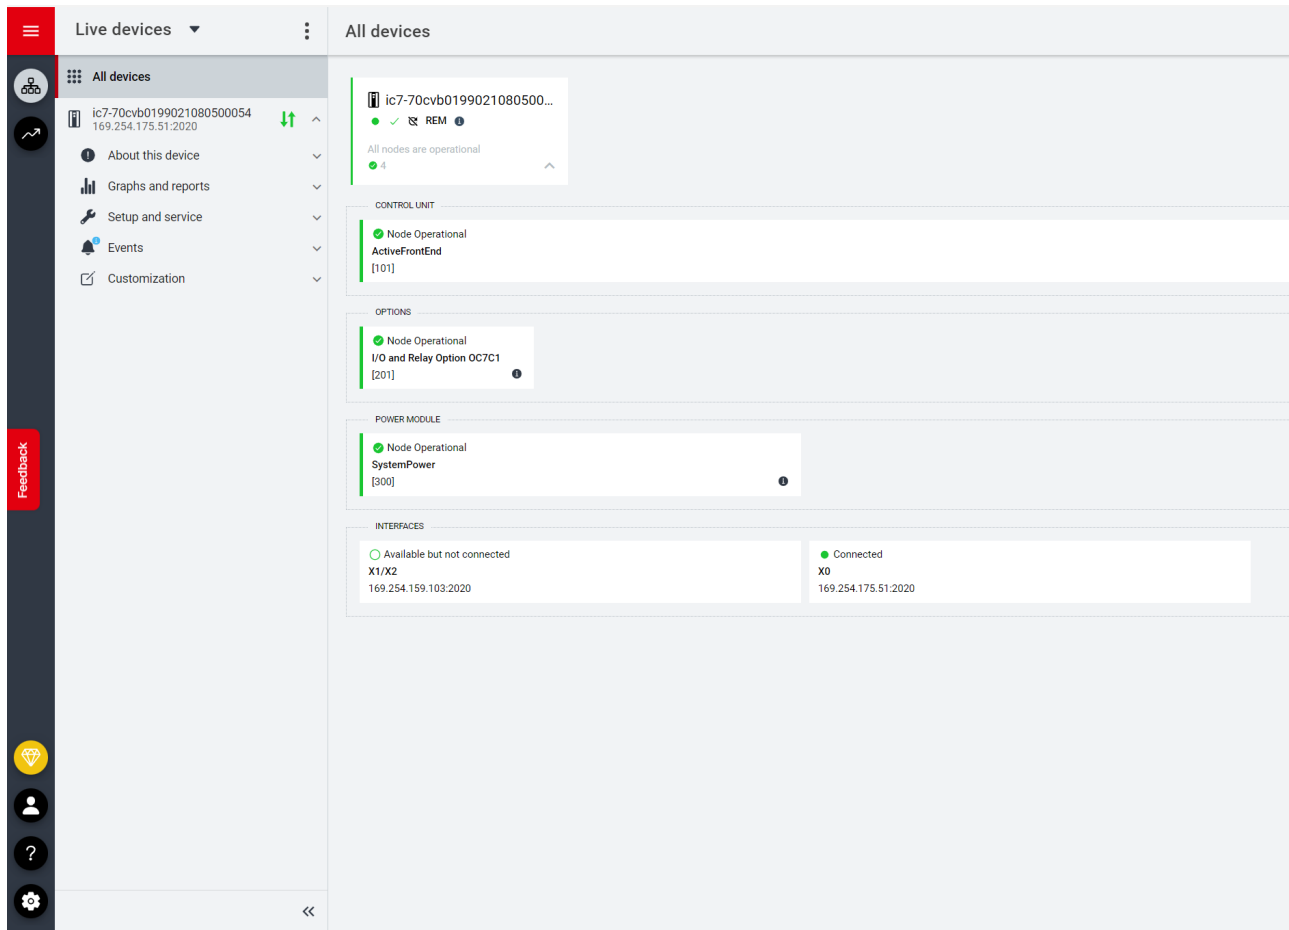 Live devices
All devices
All devices
ic7-70cvb0199021080500054
169.254.175.51:2020
About this device
Graphs and reports
Setup and service
Events
Customization
Feedback
ic7-70cvb019902108050​0...
REM
All nodes are operational
4
CONTROL UNIT
Node Operational
ActiveFrontEnd
[101]
OPTIONS
Node Operational
I/O and Relay Option OC7C1
[201]
POWER MODULE
Node Operational
SystemPower
[300]
INTERFACES
Available but not connected
X1/X2
169.254.159.103:2020
Connected
X0
169.254.175.51:2020